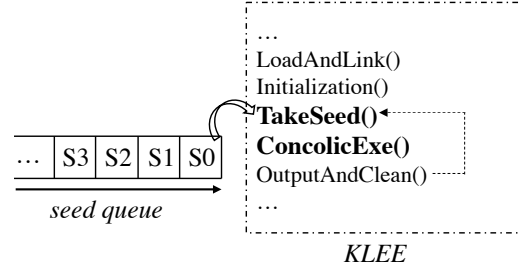 …
LoadAndLink()
Initialization()
TakeSeed()
ConcolicExe()
OutputAndClean()
…
KLEE
… S3 S2 S1 S0
seed queue